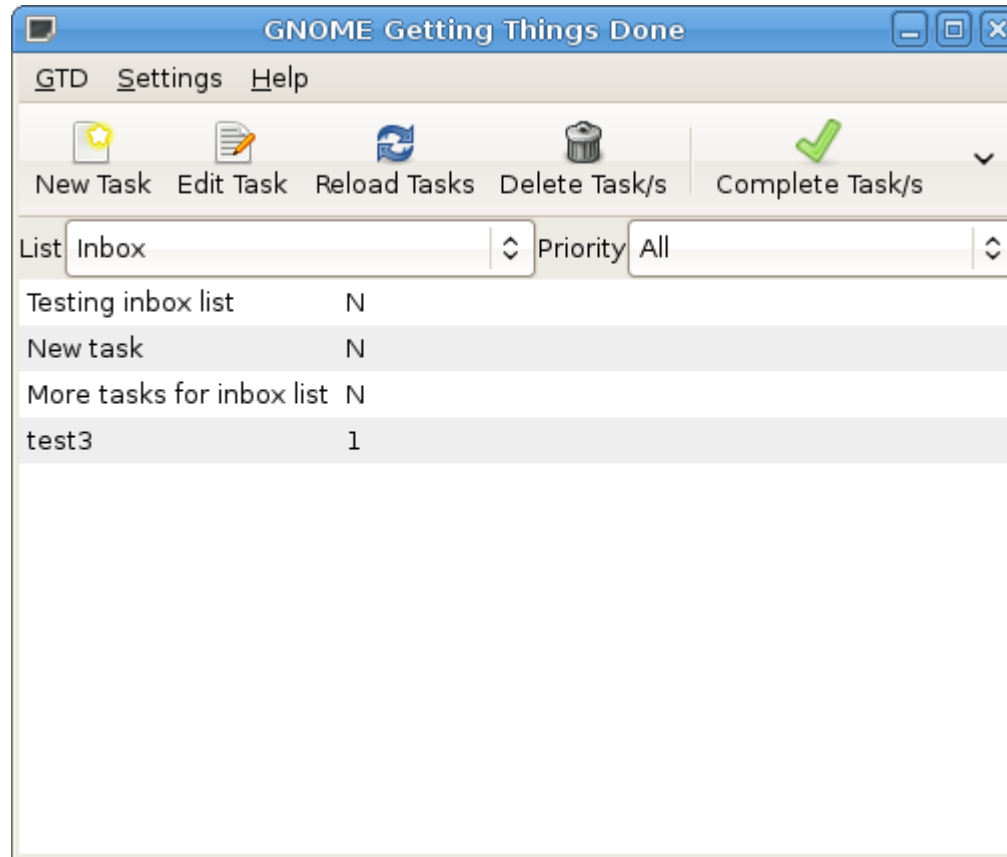 GNOME Getting Things Done
GTD Settings Help
New Task Edit Task Reload Tasks Delete Task/s Complete Task/s
List Inbox Priority All
Testing inbox list N
New task N
More tasks for inbox list N
test3 1